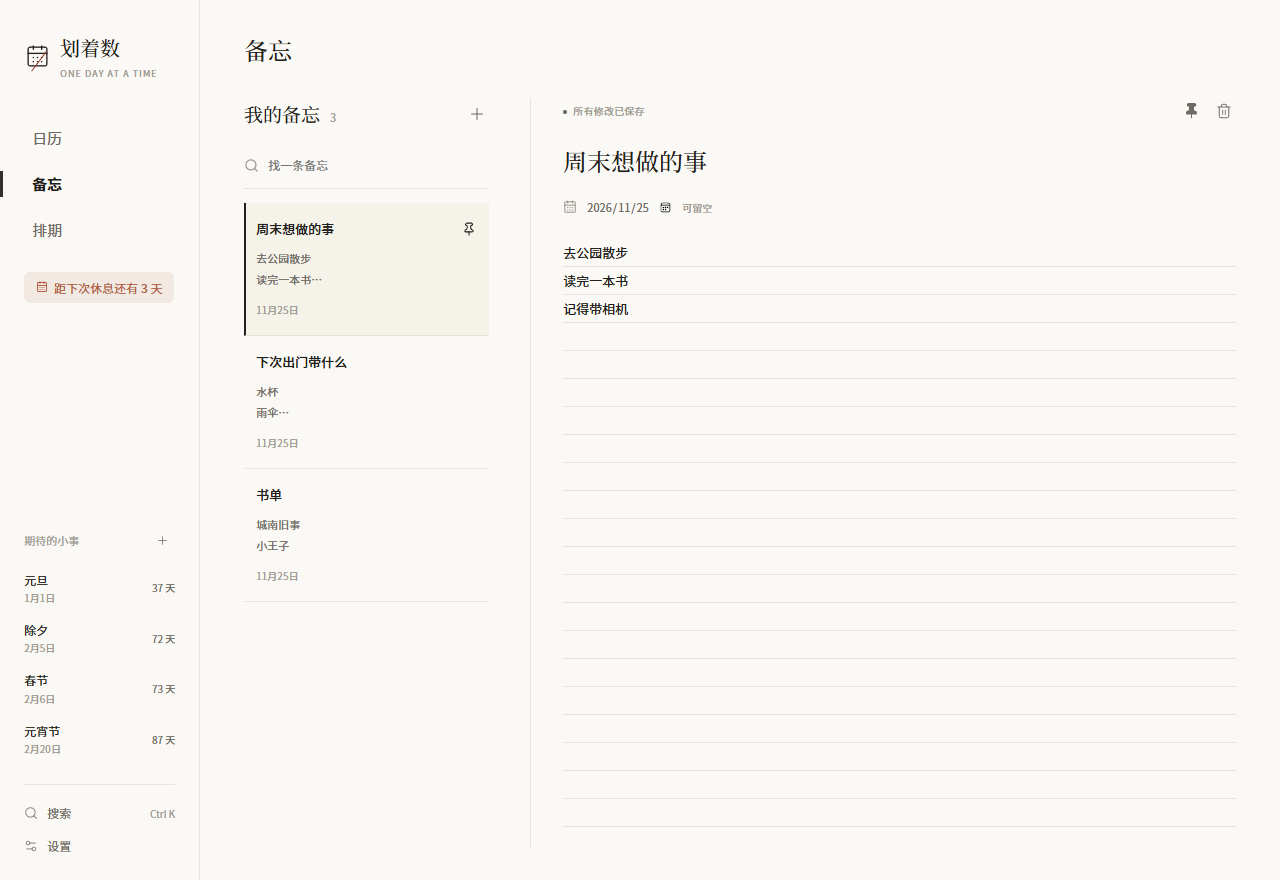 划着数
ONE DAY AT A TIME
日历
备忘
排期
距下次休息还有 3 天
期待的小事
元旦
1月1日
37 天
除夕
2月5日
72 天
春节
2月6日
73 天
元宵节
2月20日
87 天
搜索
Ctrl K
设置
备忘
我的备忘 3
找一条备忘
周末想做的事
去公园散步
读完一本书…
11月25日
下次出门带什么
水杯
雨伞…
11月25日
书单
城南旧事
小王子
11月25日
所有修改已保存
周末想做的事
2026/11/25 可留空
去公园散步
读完一本书
记得带相机